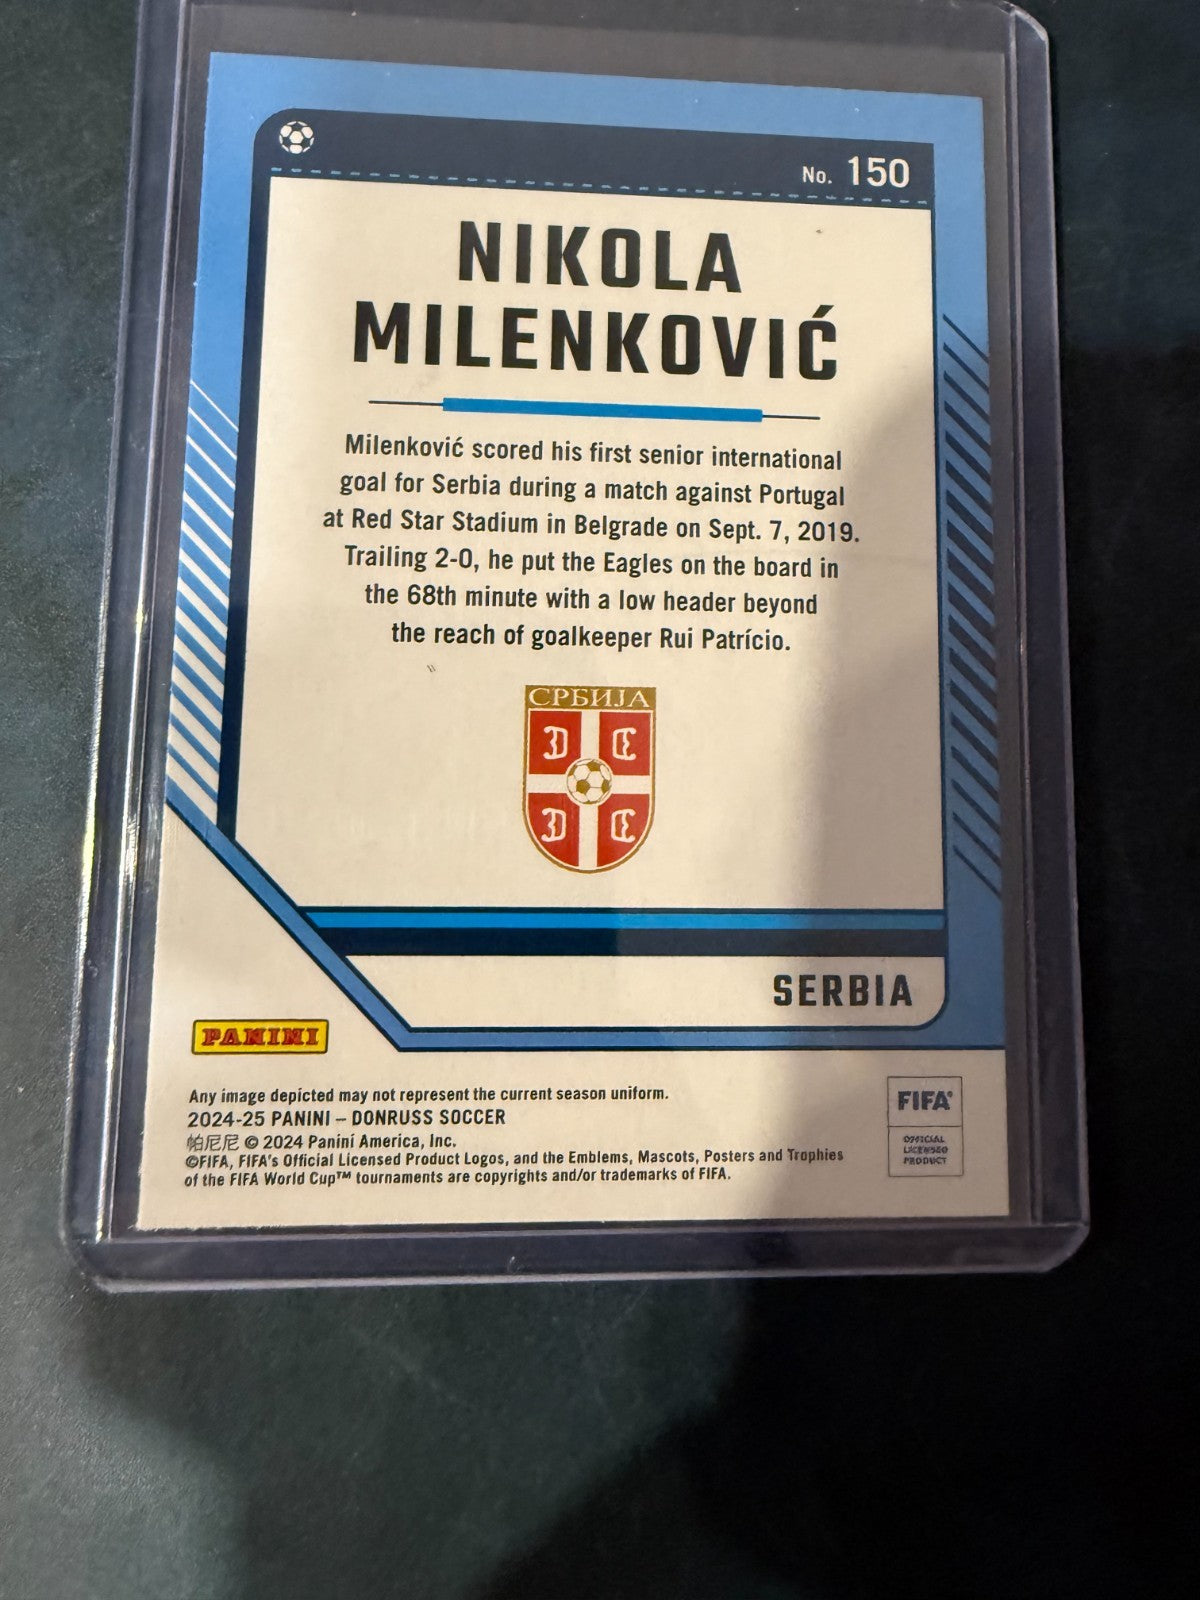 No. 150
NIKOLA
MILENKOVIĆ
Milenković scored his first senior international
goal for Serbia during a match against Portugal
at Red Star Stadium in Belgrade on Sept. 7, 2019.
Trailing 2-0, he put the Eagles on the board in
the 68th minute with a low header beyond
the reach of goalkeeper Rui Patrício.
СРБИЈА
SERBIA
PANINI
Any image depicted may not represent the current season uniform.
2024-25 PANINI – DONRUSS SOCCER
帕尼尼 © 2024 Panini America, Inc.
©FIFA, FIFA's Official Licensed Product Logos, and the Emblems, Mascots, Posters and Trophies
of the FIFA World Cup™ tournaments are copyrights and/or trademarks of FIFA.
FIFA®
OFFICIAL
LICENSED
PRODUCT